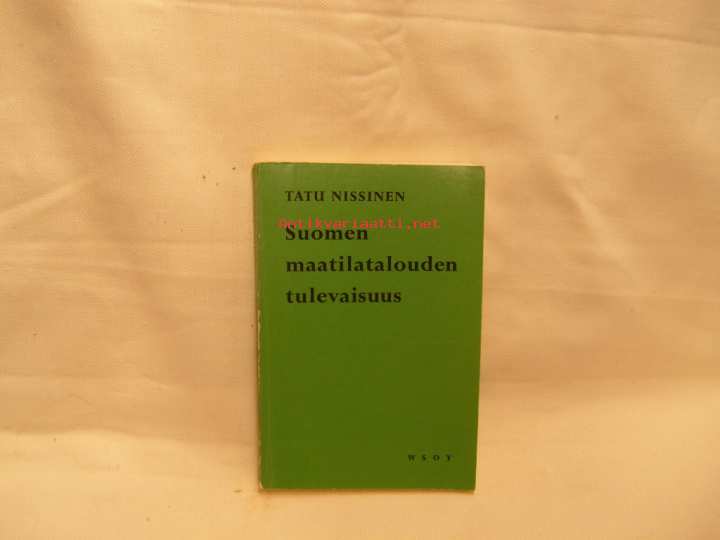 TATU NISSINEN
Antikvariaatti.net
Suomen
maatilatalouden
tulevaisuus
WSOY